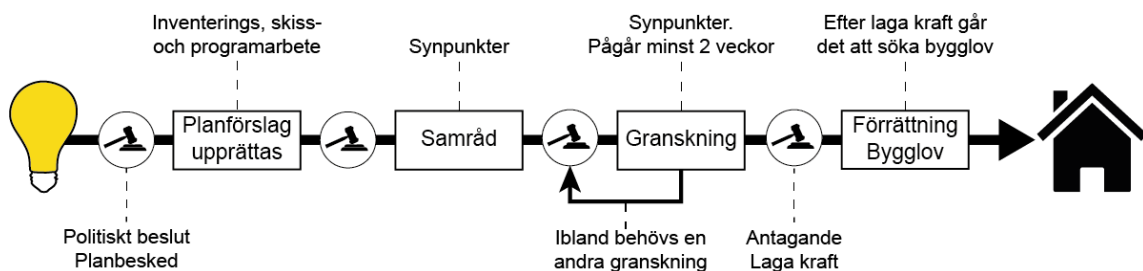 Inventerings, skiss-
och programarbete
Synpunkter
Synpunkter.
Pågår minst 2 veckor
Efter laga kraft går
det att söka bygglov
Planförslag
upprättas
Samråd
Granskning
Förrättning
Bygglov
Politiskt beslut
Planbesked
Ibland behövs en
andra granskning
Antagande
Laga kraft